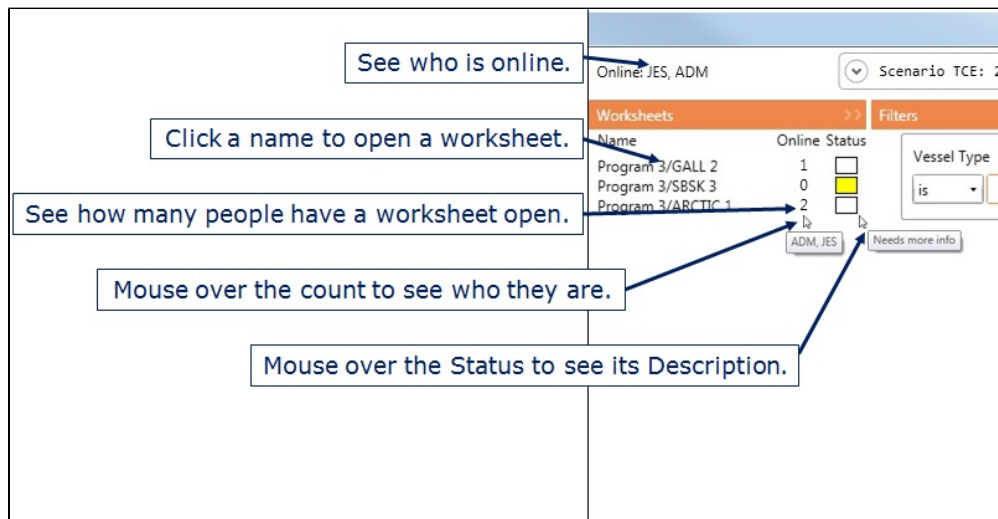 See who is online.
Online: JES, ADM
Scenario TCE: 2
Click a name to open a worksheet.
Worksheets >> Filters
Name Online Status
Program 3/GALL 2 1
Program 3/SBSK 3 0
Program 3/ARCTIC 1 2
Vessel Type
is
See how many people have a worksheet open.
ADM, JES
Needs more info
Mouse over the count to see who they are.
Mouse over the Status to see its Description.